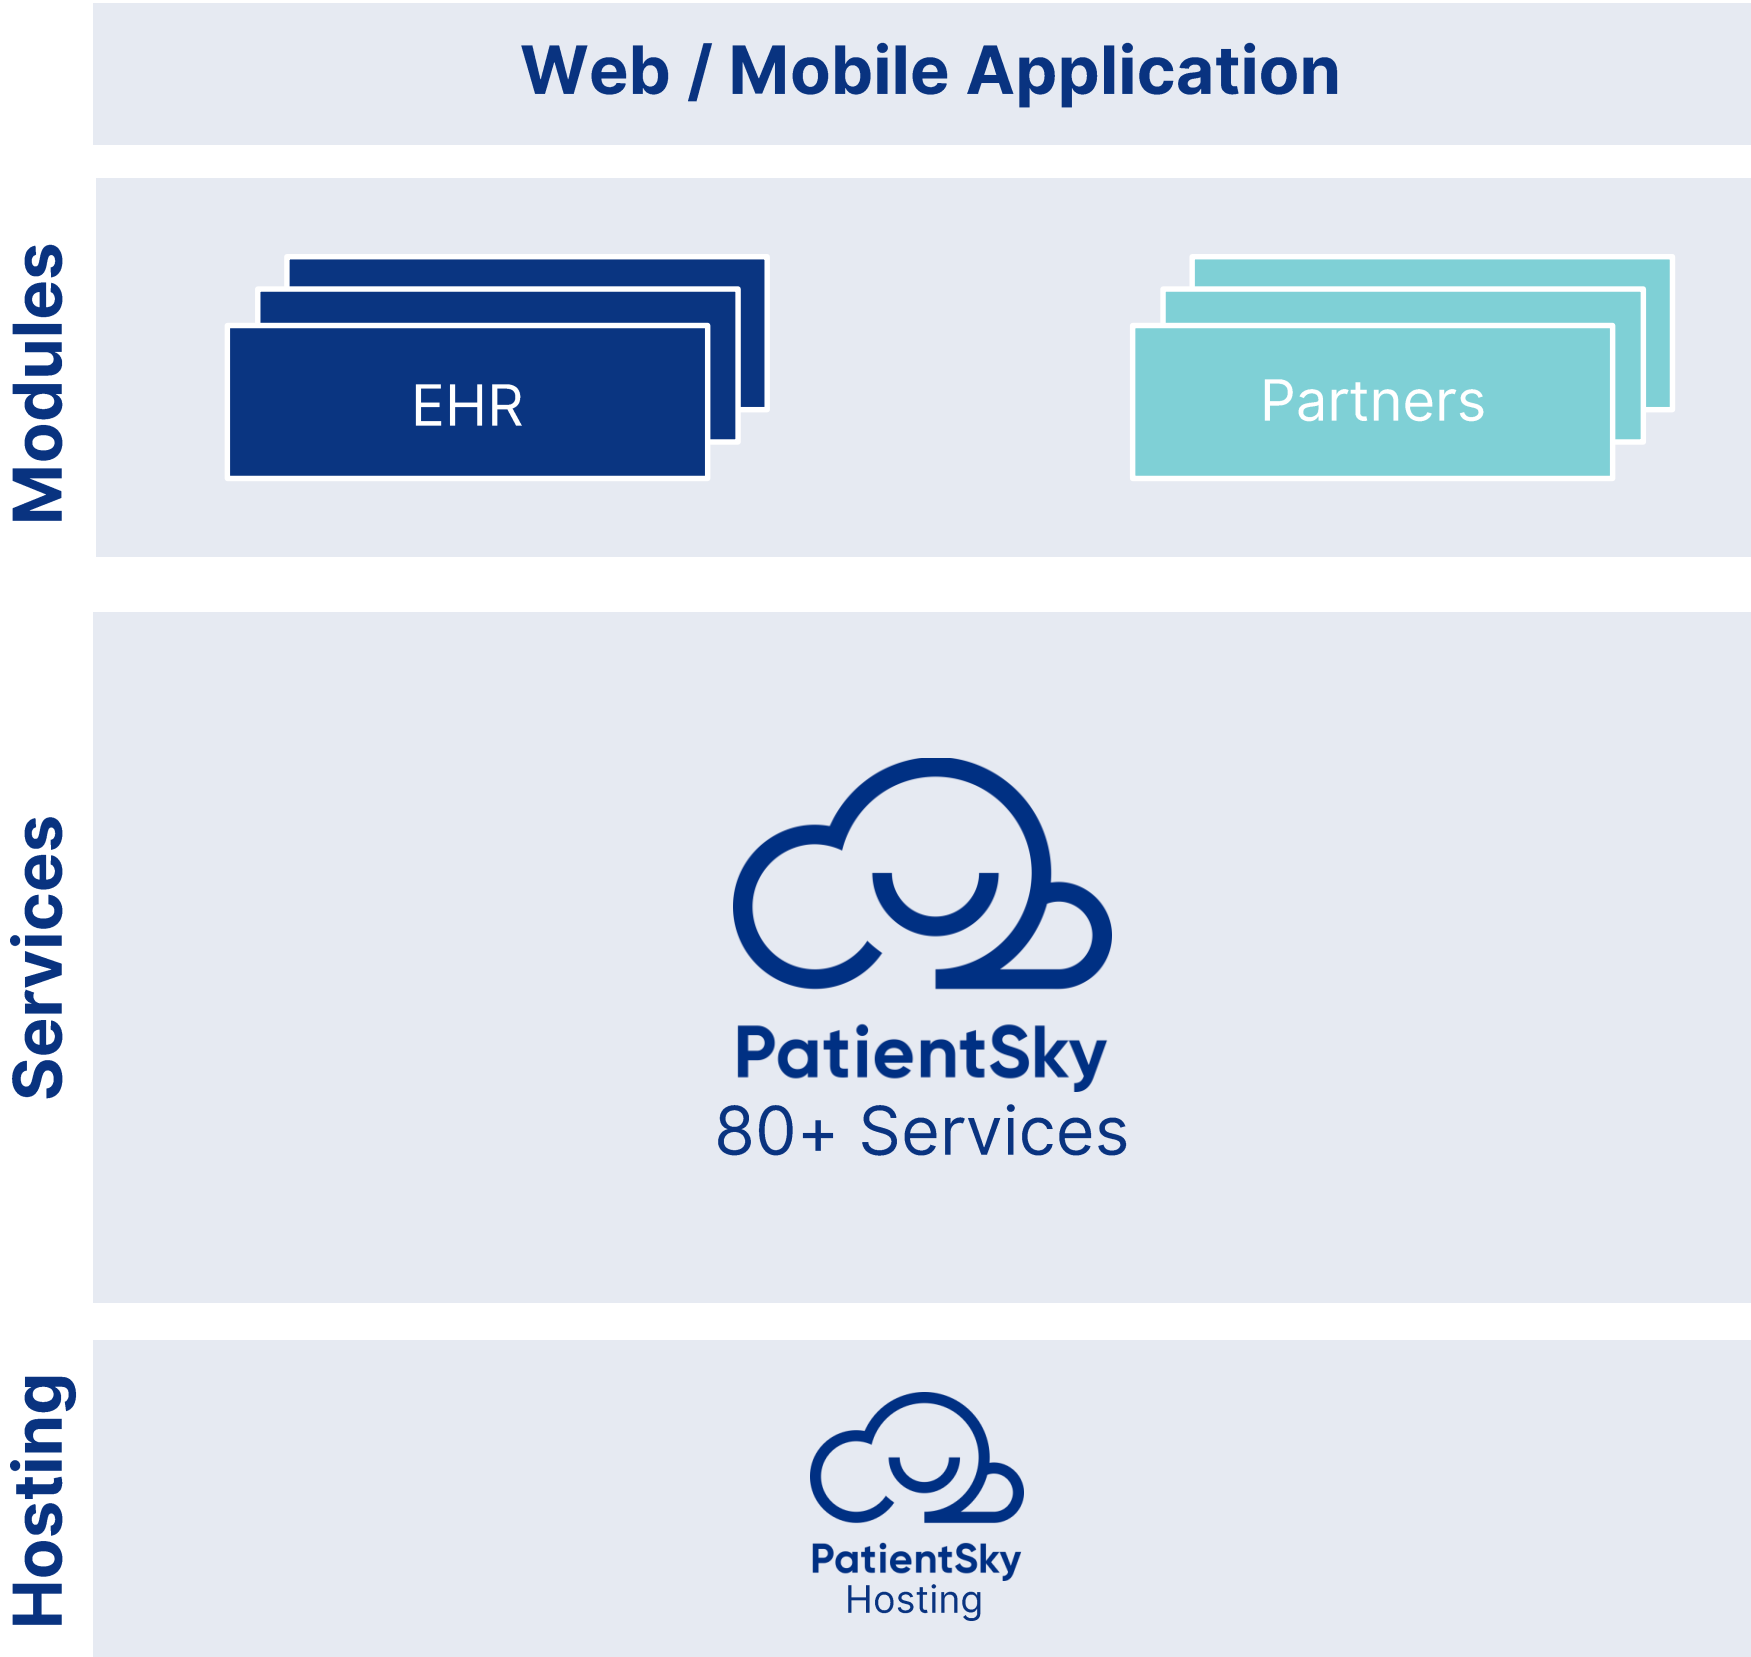 Web / Mobile Application
Modules
EHR
Partners
Services
PatientSky
80+ Services
Hosting
PatientSky
Hosting